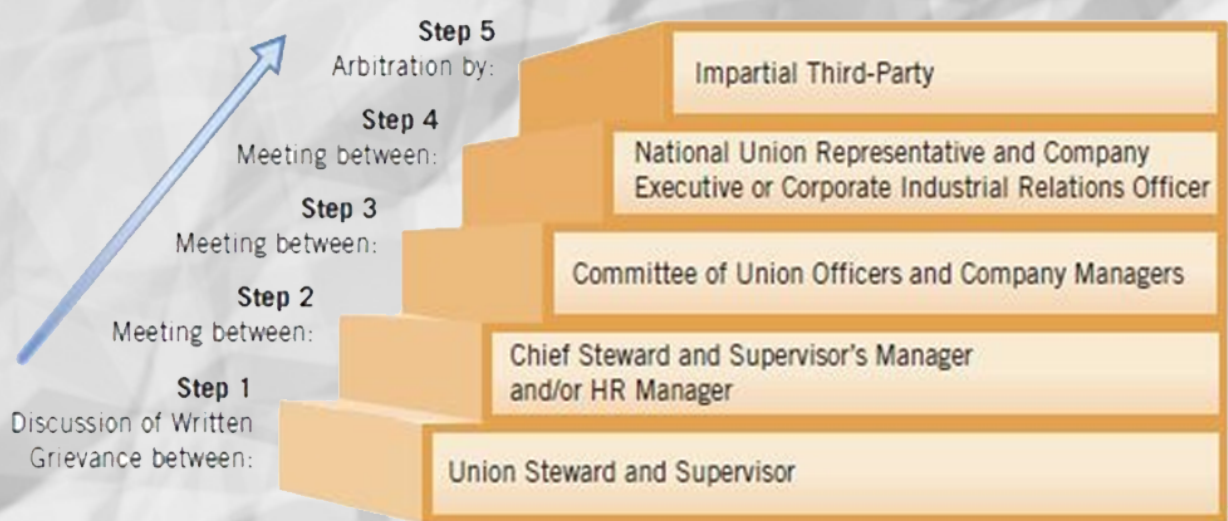 Step 5
Arbitration by:
Impartial Third-Party
Step 4
Meeting between:
National Union Representative and Company
Executive or Corporate Industrial Relations Officer
Step 3
Meeting between:
Committee of Union Officers and Company Managers
Step 2
Meeting between:
Chief Steward and Supervisor's Manager
and/or HR Manager
Step 1
Discussion of Written
Grievance between:
Union Steward and Supervisor